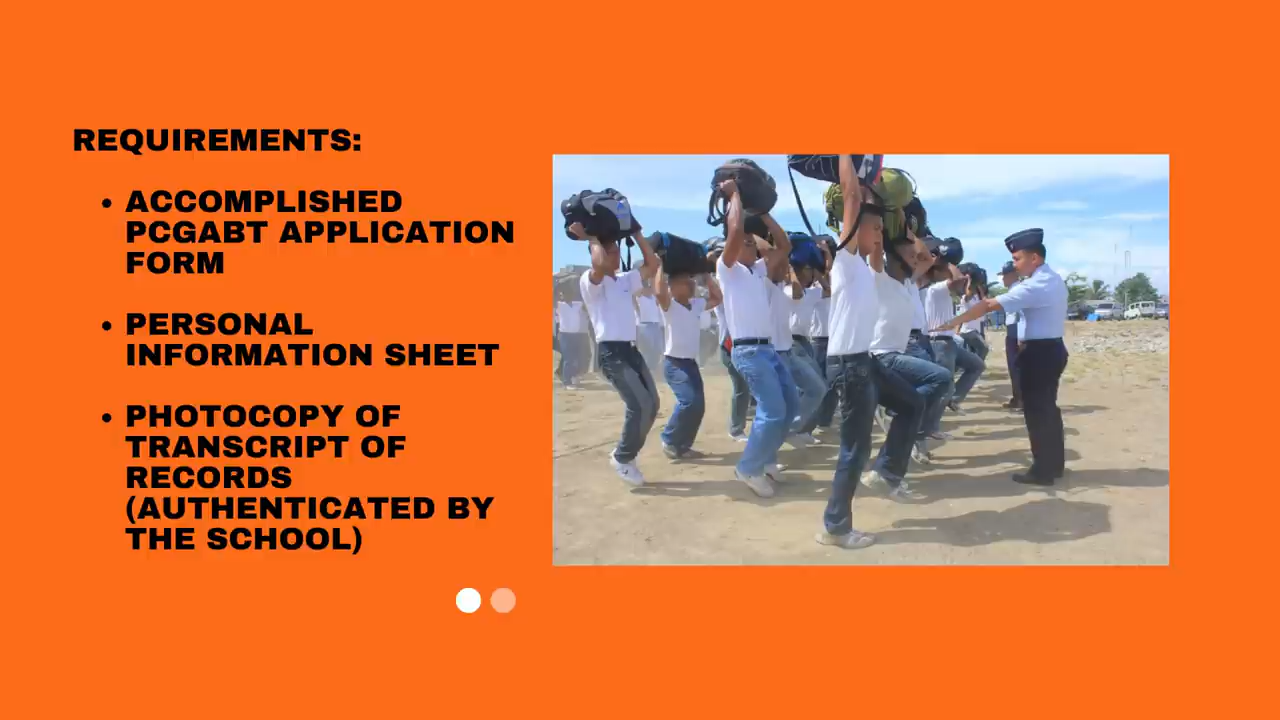 REQUIREMENTS:
• ACCOMPLISHED
PCGABT APPLICATION
FORM
• PERSONAL
INFORMATION SHEET
• PHOTOCOPY OF
TRANSCRIPT OF
RECORDS
(AUTHENTICATED BY
THE SCHOOL)